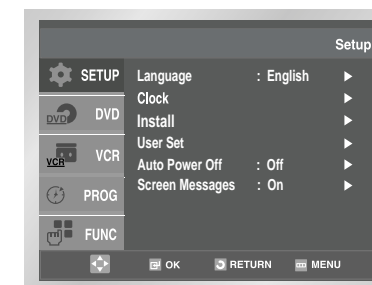 Setup
SETUP
DVD DVD
VCR VCR
PROG
FUNC
Language : English ►
Clock ►
Install ►
User Set ►
Auto Power Off : Off ►
Screen Messages : On ►
OK RETURN MENU